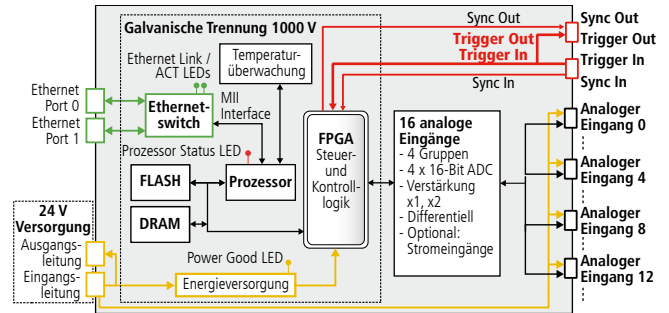 Galvanische Trennung 1000 V
Sync Out
Trigger Out
Trigger In
Sync In
Sync Out
Trigger Out
Trigger In
Sync In
Ethernet Link /
ACT LEDs
Temperatur-
überwachung
Ethernet
Port 0
Ethernet
Port 1
Ethernet-
switch
MII
Interface
Prozessor Status LED
FLASH
Prozessor
DRAM
FPGA
Steuer-
und
Kontroll-
logik
16 analoge
Eingänge
- 4 Gruppen
- 4 x 16-Bit ADC
- Verstärkung
x1, x2
- Differentiell
- Optional:
Stromeingänge
Analoger
Eingang 0
Analoger
Eingang 4
Analoger
Eingang 8
Analoger
Eingang 12
24 V
Versorgung
Ausgangs-
leitung
Eingangs-
leitung
Power Good LED
Energieversorgung